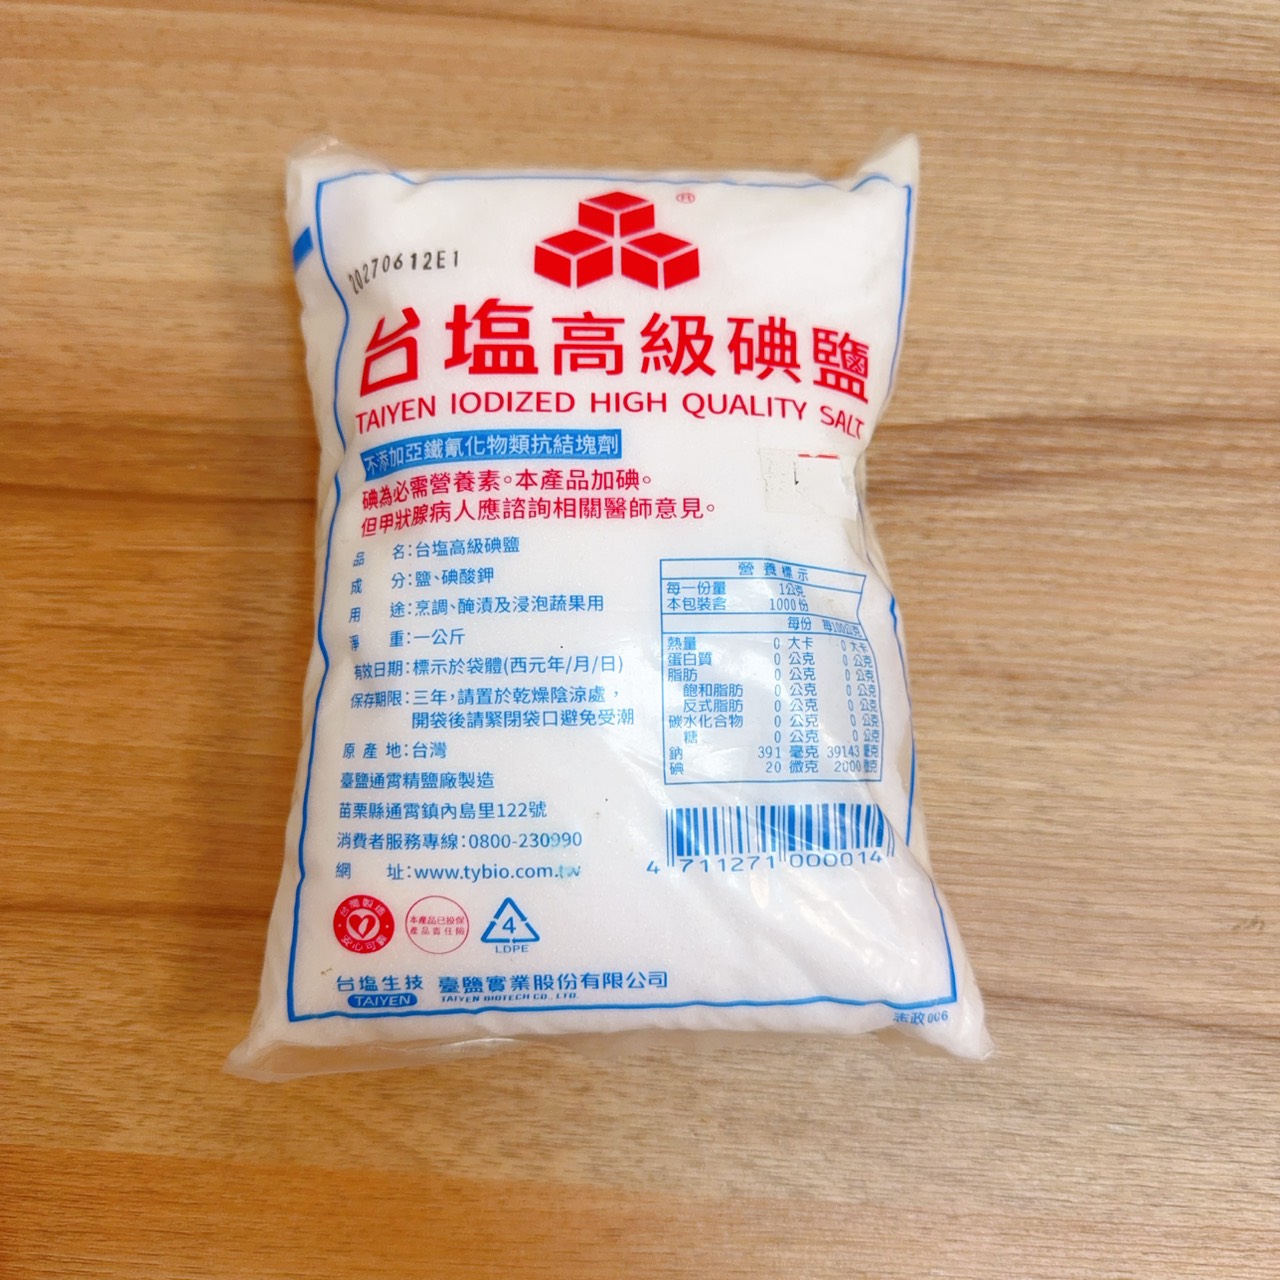 ®
20270612E1
台塩高級碘鹽
TAIYEN IODIZED HIGH QUALITY SALT
不添加亞鐵氰化物類抗結塊劑
碘為必需營養素。本產品加碘。
但甲狀腺病人應諮詢相關醫師意見。
品 名：台塩高級碘鹽
成 分：鹽、碘酸鉀
用 途：烹調、醃漬及浸泡蔬果用
淨 重：一公斤
有效日期：標示於袋體(西元年/月/日)
保存期限：三年，請置於乾燥陰涼處，
開袋後請緊閉袋口避免受潮
原產地：台灣
臺鹽通霄精鹽廠製造
苗栗縣通霄鎮內島里122號
消費者服務專線：0800-230990
網 址：www.tybio.com.tw
營養標示
每一份量 1公克
本包裝含 1000份
每份 每100公克
熱量 0 大卡 0 大卡
蛋白質 0 公克 0 公克
脂肪 0 公克 0 公克
飽和脂肪 0 公克 0 公克
反式脂肪 0 公克 0 公克
碳水化合物 0 公克 0 公克
糖 0 公克 0 公克
鈉 391 毫克 39143 毫克
碘 20 微克 2000 微克
4 711271 000014
台灣製造
安心可靠
本產品已投保
產品責任險
4
LDPE
台塩生技 臺鹽實業股份有限公司
TAIYEN TAIYEN BIOTECH CO., LTD.
政006